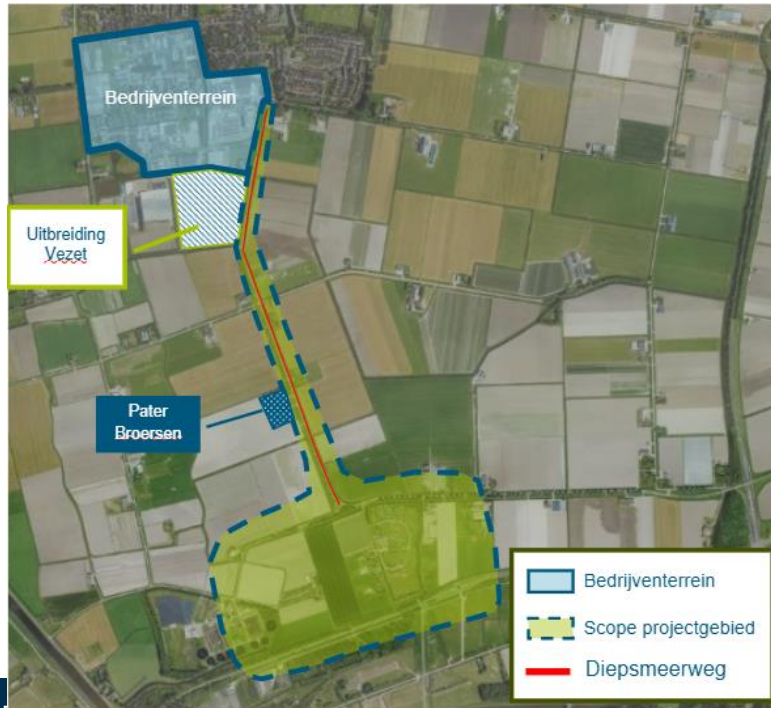 Bedrijventerrein
Uitbreiding
Vezet
Pater
Broersen
Bedrijventerrein
Scope projectgebied
Diepsmeerweg